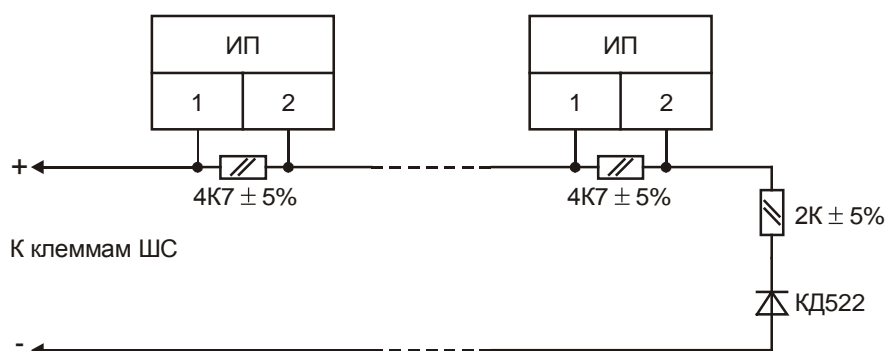 ИП
ИП
1 2
1 2
+
4К7 ± 5%
4К7 ± 5%
2К ± 5%
К клеммам ШС
КД522
-